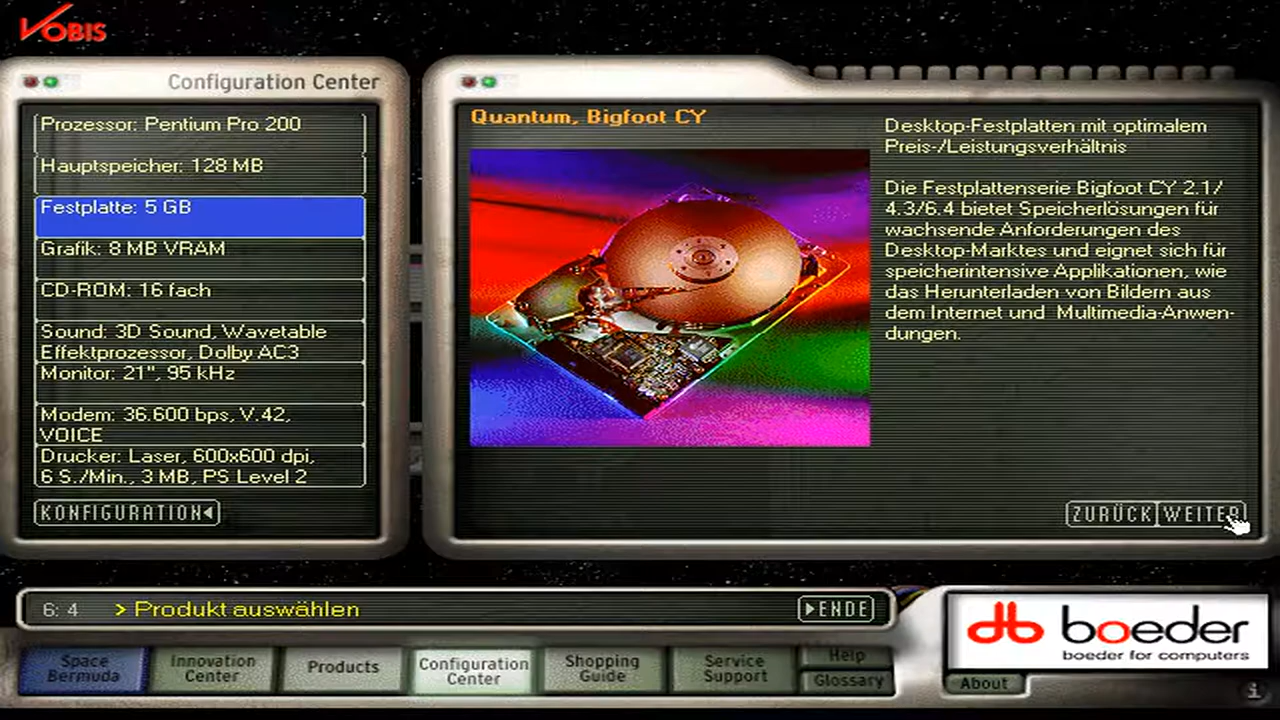 VOBIS
Configuration Center
Prozessor: Pentium Pro 200
Hauptspeicher: 128 MB
Festplatte: 5 GB
Grafik: 8 MB VRAM
CD-ROM: 16 fach
Sound: 3D Sound, Wavetable
Effektprozessor, Dolby AC3
Monitor: 21", 95 kHz
Modem: 36.600 bps, V.42,
VOICE
Drucker: Laser, 600x600 dpi,
6 S./Min., 3 MB, PS Level 2
KONFIGURATION
Quantum, Bigfoot CY
Desktop-Festplatten mit optimalem
Preis-/Leistungsverhältnis
Die Festplattenserie Bigfoot CY 2.1/
4.3/6.4 bietet Speicherlösungen für
wachsende Anforderungen des
Desktop-Marktes und eignet sich für
speicherintensive Applikationen, wie
das Herunterladen von Bildern aus
dem Internet und Multimedia-Anwen-
dungen.
ZURÜCK WEITER
6: 4 > Produkt auswählen
ENDE
Space
Bermuda
Innovation
Center
Products
Configuration
Center
Shopping
Guide
Service
Support
Help
Glossary
db boeder
boeder for computers
About
i